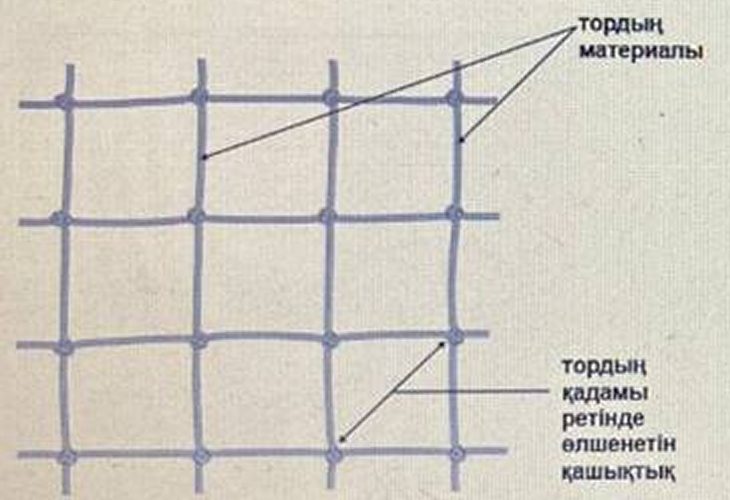 тордың
материалы
тордың
қадамы
ретінде
өлшенетін
қашықтық